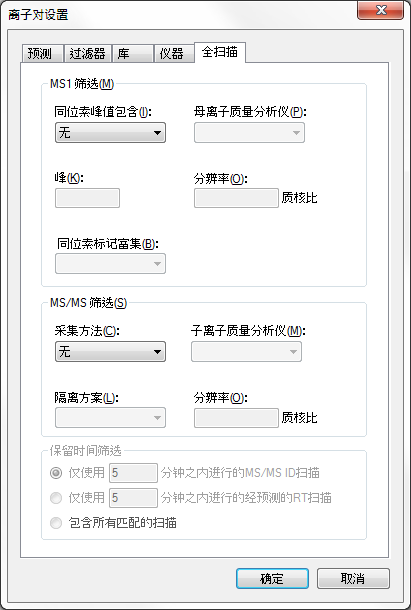 离子对设置
预测 过滤器 库 仪器 全扫描
MS1 筛选(M)
同位素峰值包含(I): 母离子质量分析仪(P):
无
峰(K): 分辨率(O):
质核比
同位素标记富集(B):
MS/MS 筛选(S)
采集方法(C): 子离子质量分析仪(M):
无
隔离方案(L): 分辨率(O):
质核比
保留时间筛选
仅使用 5 分钟之内进行的MS/MS ID扫描
仅使用 5 分钟之内进行的经预测的RT扫描
包含所有匹配的扫描
确定 取消